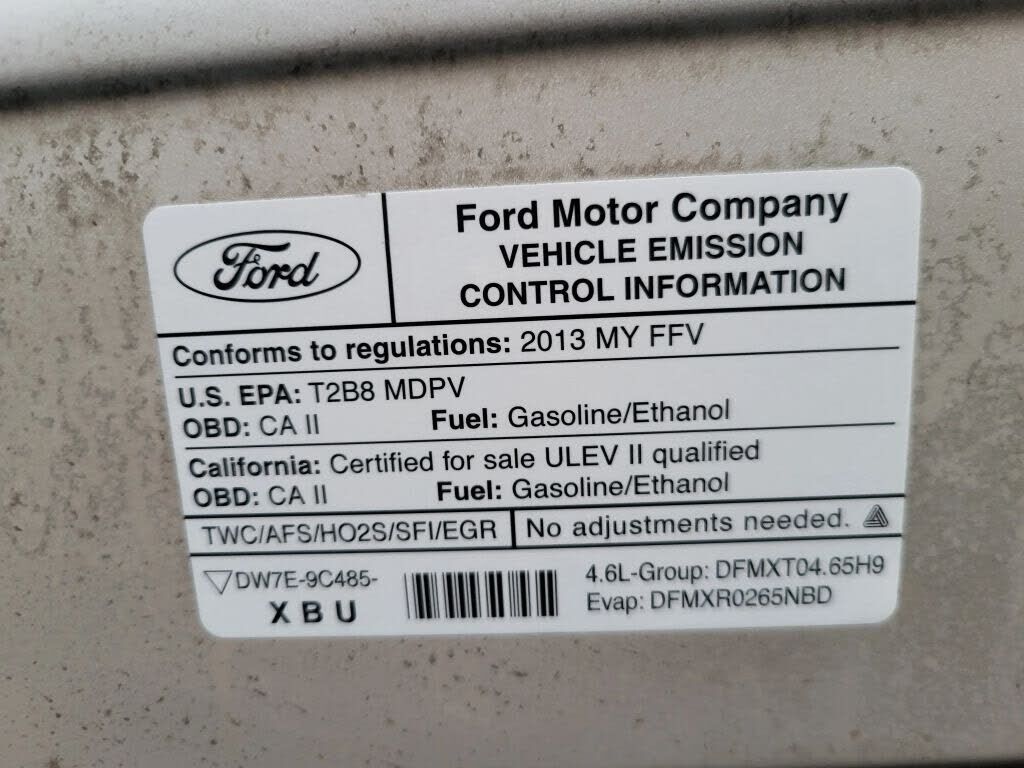 Ford
Ford Motor Company
VEHICLE EMISSION
CONTROL INFORMATION
Conforms to regulations: 2013 MY FFV
U.S. EPA: T2B8 MDPV
OBD: CA II Fuel: Gasoline/Ethanol
California: Certified for sale ULEV II qualified
OBD: CA II Fuel: Gasoline/Ethanol
TWC/AFS/HO2S/SFI/EGR No adjustments needed.
DW7E-9C485-
XBU
4.6L-Group: DFMXT04.65H9
Evap: DFMXR0265NBD